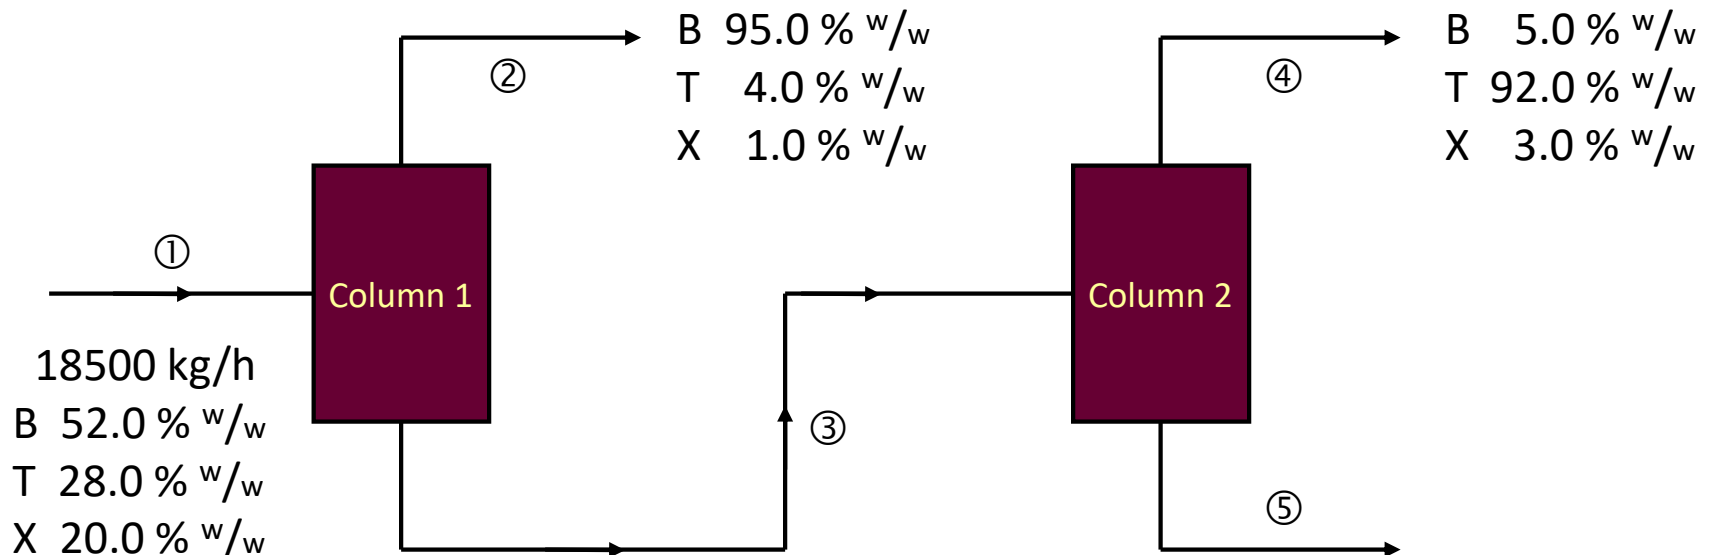 ②
B 95.0 % w/w
T 4.0 % w/w
X 1.0 % w/w
④
B 5.0 % w/w
T 92.0 % w/w
X 3.0 % w/w
①
Column 1
Column 2
18500 kg/h
B 52.0 % w/w
T 28.0 % w/w
X 20.0 % w/w
③
⑤